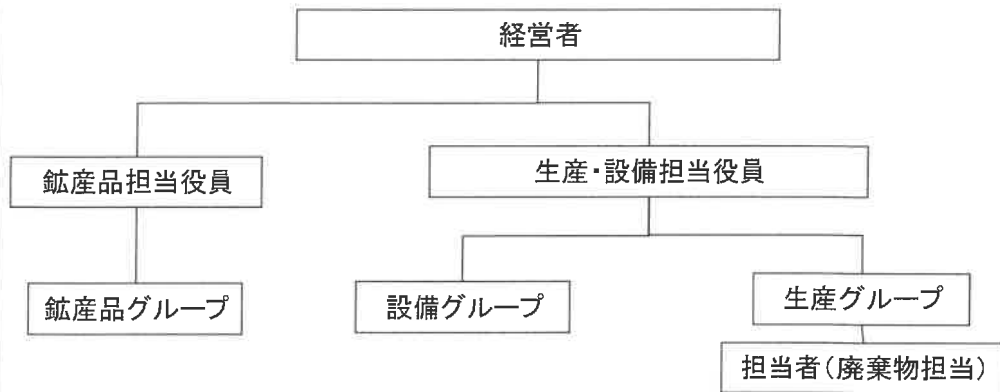 経営者
鉱産品担当役員
生産・設備担当役員
鉱産品グループ
設備グループ
生産グループ
担当者（廃棄物担当）